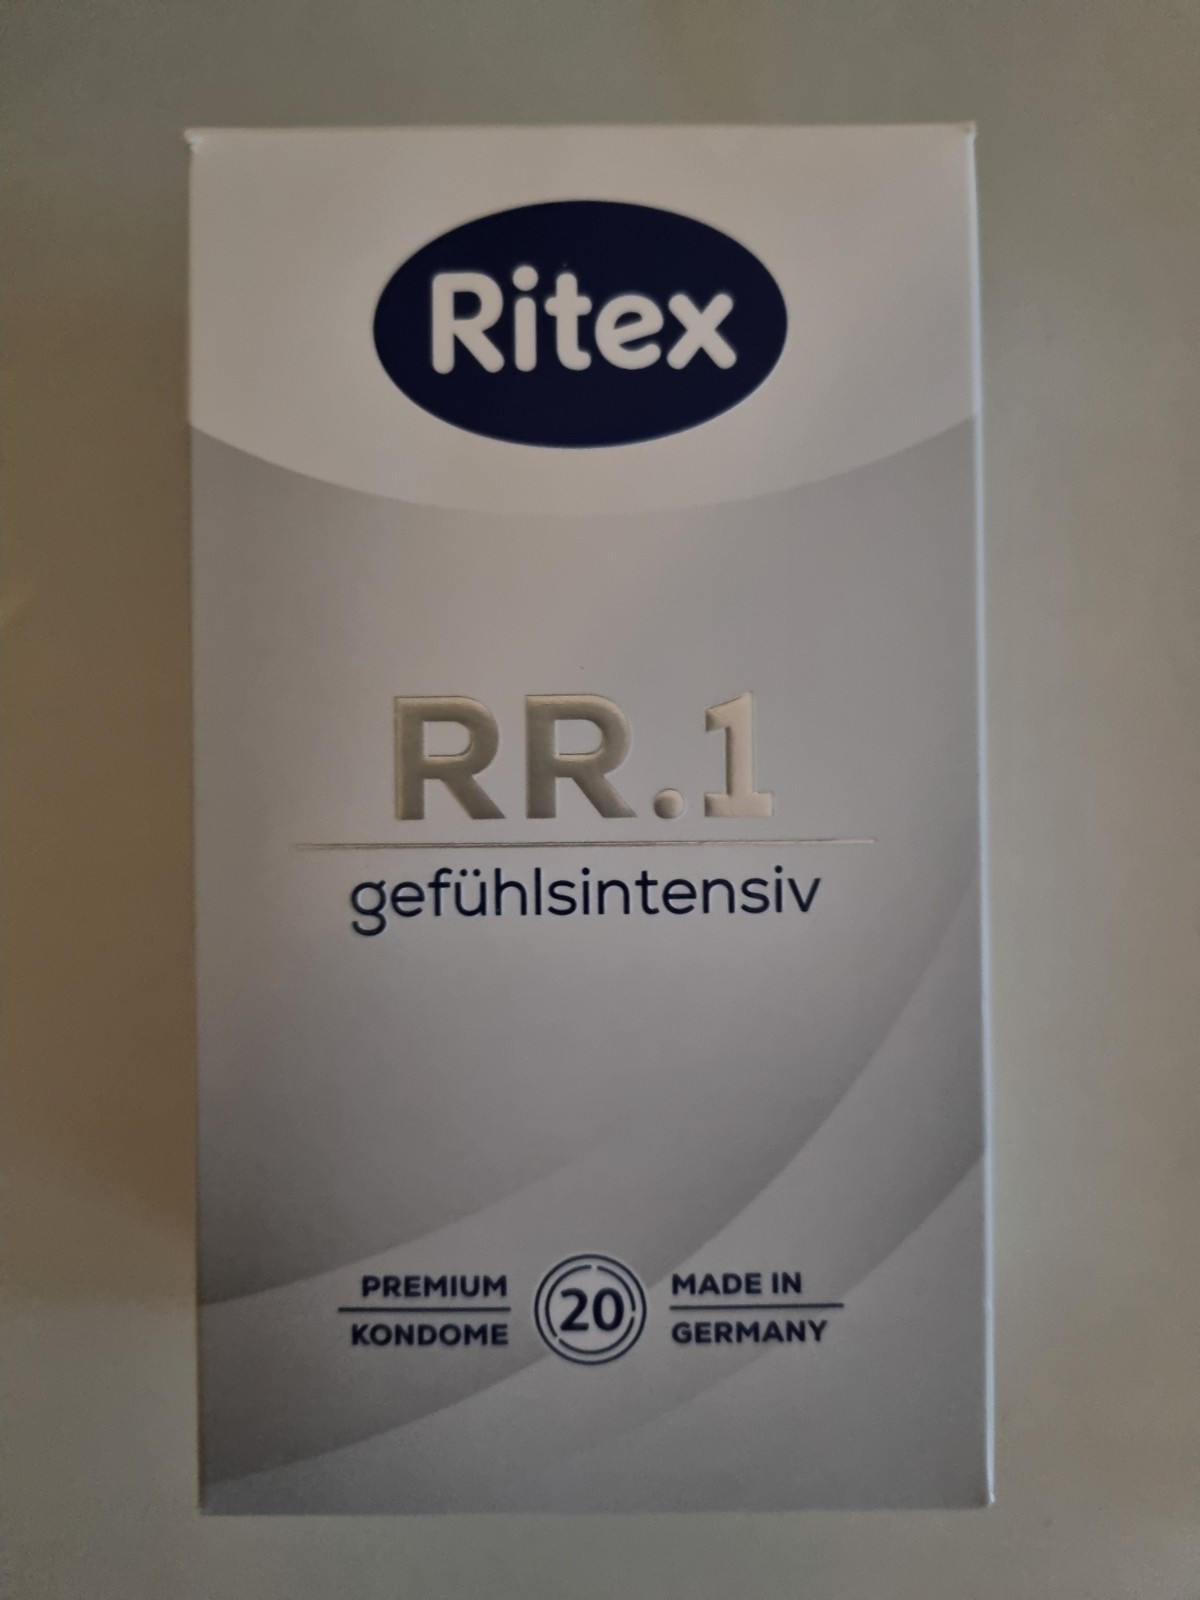 Ritex
RR.1
gefühlsintensiv
PREMIUM
KONDOME
20
MADE IN
GERMANY